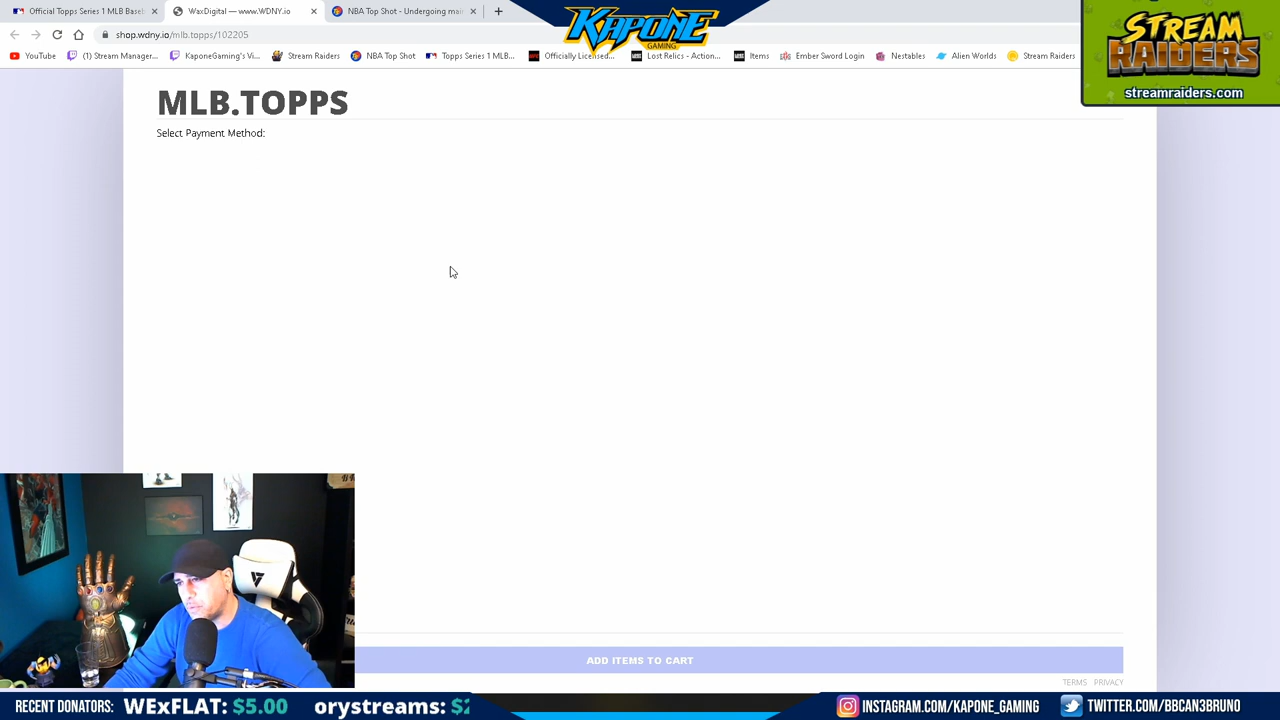 Official Topps Series 1 MLB Baseb
WaxDigital — www.WDNY.io
NBA Top Shot - Undergoing mai
shop.wdny.io/mlb.topps/102205
YouTube
(1) Stream Manager...
KaponeGaming's Vi...
Stream Raiders
NBA Top Shot
Topps Series 1 MLB...
Officially Licensed...
Lost Relics - Action...
Items
Ember Sword Login
Nestables
Alien Worlds
Stream Raiders
KAPONE
GAMING
STREAM
RAIDERS
streamraiders.com
MLB.TOPPS
Select Payment Method:
ADD ITEMS TO CART
TERMS PRIVACY
RECENT DONATORS: WExFLAT: $5.00 orystreams: $2
INSTAGRAM.COM/KAPONE_GAMING
TWITTER.COM/BBCAN3BRUNO